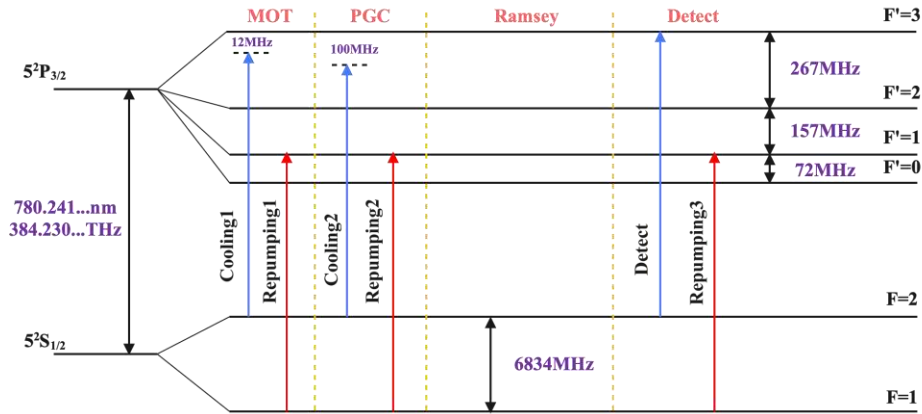 MOT PGC Ramsey Detect
F'=3
12MHz
100MHz
5²P₃/₂
267MHz
F'=2
157MHz
F'=1
72MHz
F'=0
780.241...nm
384.230...THz
Cooling1
Repumping1
Cooling2
Repumping2
Detect
Repumping3
F=2
5²S₁/₂
6834MHz
F=1